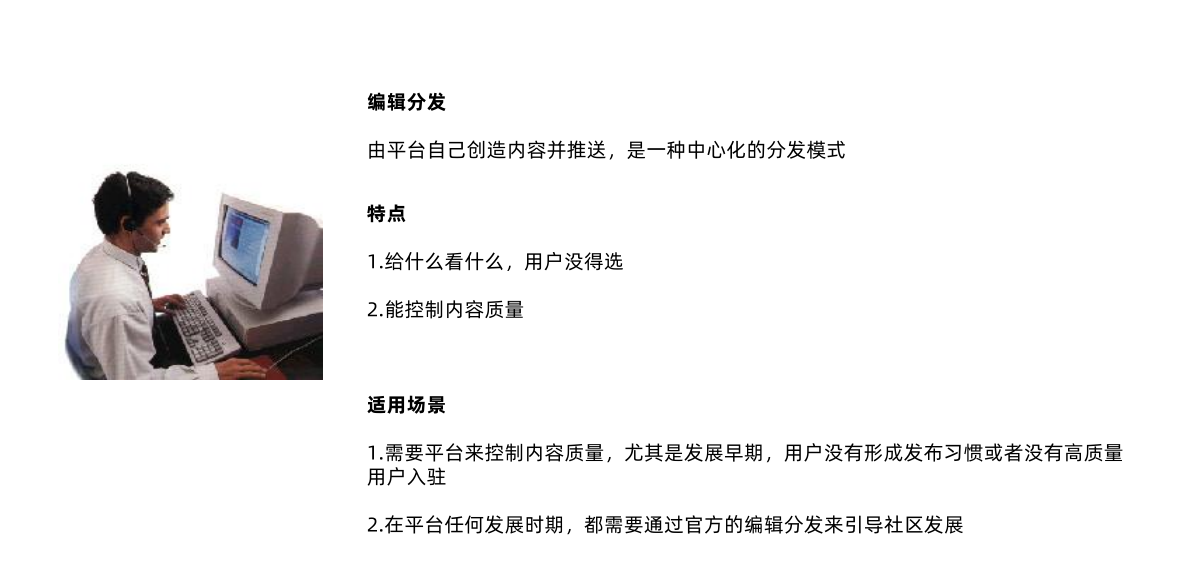 编辑分发
由平台自己创造内容并推送，是一种中心化的分发模式
特点
1.给什么看什么，用户没得选
2.能控制内容质量
适用场景
1.需要平台来控制内容质量，尤其是发展早期，用户没有形成发布习惯或者没有高质量
用户入驻
2.在平台任何发展时期，都需要通过官方的编辑分发来引导社区发展